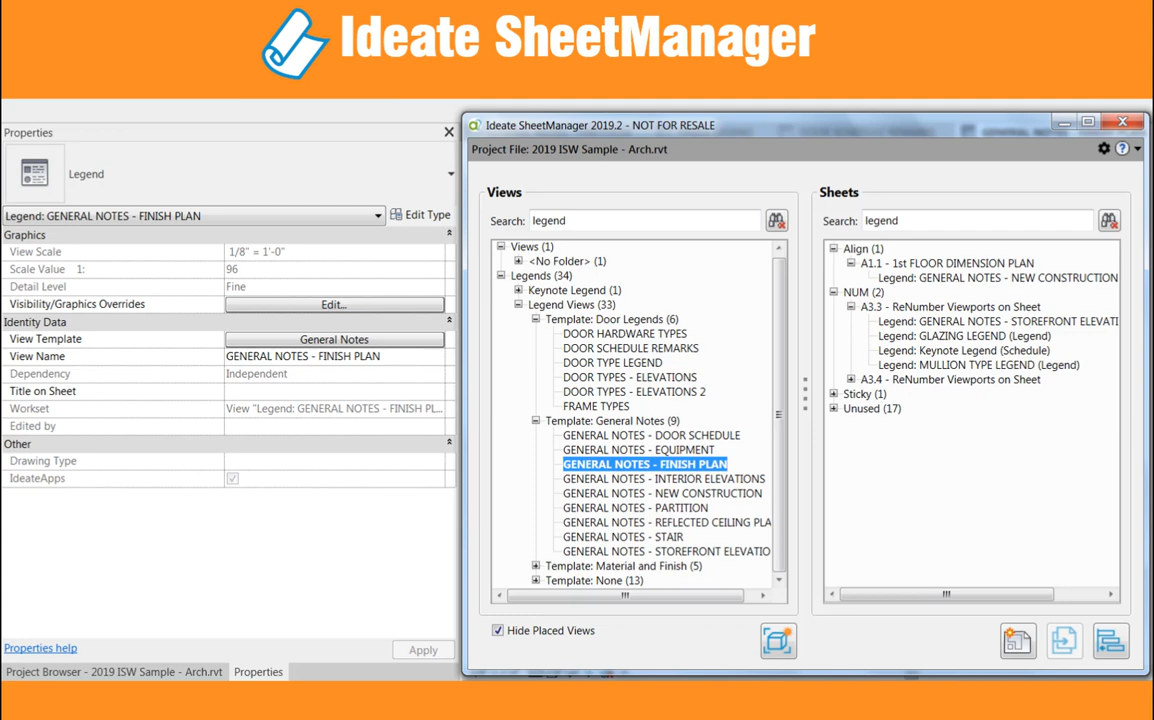 Ideate SheetManager
Properties
Legend
Legend: GENERAL NOTES - FINISH PLAN
Edit Type
Graphics
View Scale
1/8" = 1'-0"
Scale Value 1:
96
Detail Level
Fine
Visibility/Graphics Overrides
Edit...
Identity Data
View Template
General Notes
View Name
GENERAL NOTES - FINISH PLAN
Dependency
Independent
Title on Sheet
Workset
View "Legend: GENERAL NOTES - FINISH PL...
Edited by
Other
Drawing Type
IdeateApps
Properties help
Apply
Project Browser - 2019 ISW Sample - Arch.rvt
Properties
Ideate SheetManager 2019.2 - NOT FOR RESALE
Project File: 2019 ISW Sample - Arch.rvt
Views
Search: legend
Views (1)
<No Folder> (1)
Legends (34)
Keynote Legend (1)
Legend Views (33)
Template: Door Legends (6)
DOOR HARDWARE TYPES
DOOR SCHEDULE REMARKS
DOOR TYPE LEGEND
DOOR TYPES - ELEVATIONS
DOOR TYPES - ELEVATIONS 2
FRAME TYPES
Template: General Notes (9)
GENERAL NOTES - DOOR SCHEDULE
GENERAL NOTES - EQUIPMENT
GENERAL NOTES - FINISH PLAN
GENERAL NOTES - INTERIOR ELEVATIONS
GENERAL NOTES - NEW CONSTRUCTION
GENERAL NOTES - PARTITION
GENERAL NOTES - REFLECTED CEILING PLA
GENERAL NOTES - STAIR
GENERAL NOTES - STOREFRONT ELEVATIO
Template: Material and Finish (5)
Template: None (13)
Hide Placed Views
Sheets
Search: legend
Align (1)
A1.1 - 1st FLOOR DIMENSION PLAN
Legend: GENERAL NOTES - NEW CONSTRUCTION
NUM (2)
A3.3 - ReNumber Viewports on Sheet
Legend: GENERAL NOTES - STOREFRONT ELEVATI
Legend: GLAZING LEGEND (Legend)
Legend: Keynote Legend (Schedule)
Legend: MULLION TYPE LEGEND (Legend)
A3.4 - ReNumber Viewports on Sheet
Sticky (1)
Unused (17)